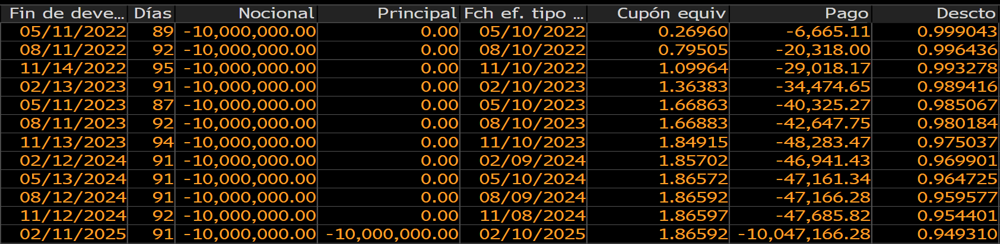 Fin de deve… Días Nocional Principal Fch ef. tipo … Cupón equiv Pago Descto
05/11/2022 89 -10,000,000.00 0.00 05/10/2022 0.26960 -6,665.11 0.999043
08/11/2022 92 -10,000,000.00 0.00 08/10/2022 0.79505 -20,318.00 0.996436
11/14/2022 95 -10,000,000.00 0.00 11/10/2022 1.09964 -29,018.17 0.993278
02/13/2023 91 -10,000,000.00 0.00 02/10/2023 1.36383 -34,474.65 0.989416
05/11/2023 87 -10,000,000.00 0.00 05/10/2023 1.66863 -40,325.27 0.985067
08/11/2023 92 -10,000,000.00 0.00 08/10/2023 1.66883 -42,647.75 0.980184
11/13/2023 94 -10,000,000.00 0.00 11/10/2023 1.84915 -48,283.47 0.975037
02/12/2024 91 -10,000,000.00 0.00 02/09/2024 1.85702 -46,941.43 0.969901
05/13/2024 91 -10,000,000.00 0.00 05/10/2024 1.86572 -47,161.34 0.964725
08/12/2024 91 -10,000,000.00 0.00 08/09/2024 1.86592 -47,166.28 0.959577
11/12/2024 92 -10,000,000.00 0.00 11/08/2024 1.86597 -47,685.82 0.954401
02/11/2025 91 -10,000,000.00 -10,000,000.00 02/10/2025 1.86592 -10,047,166.28 0.949310